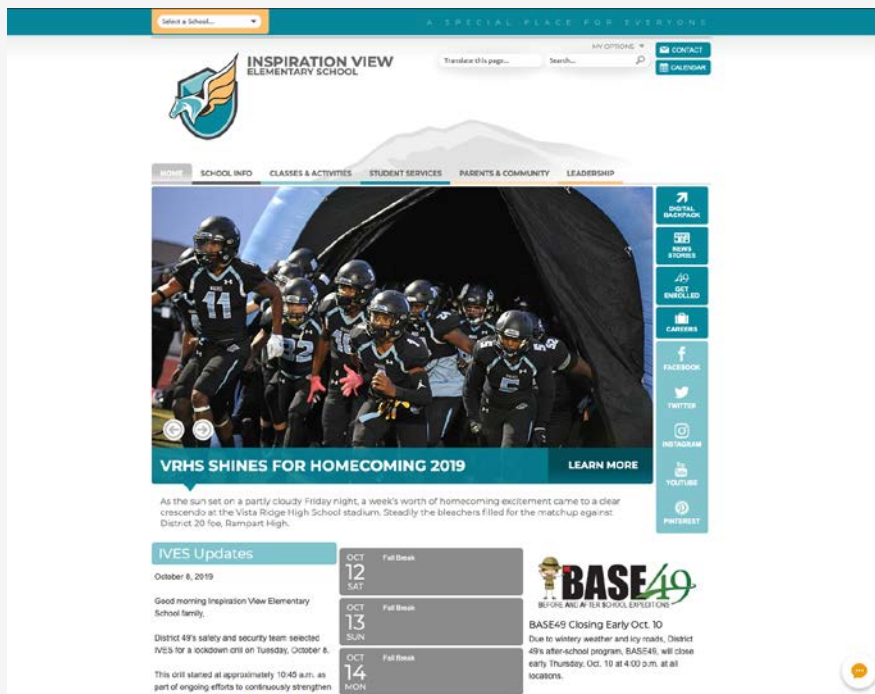 Select a School...
A SPECIAL PLACE FOR EVERYONE
INSPIRATION VIEW
ELEMENTARY SCHOOL
MY OPTIONS
Translate this page...
Search...
CONTACT
CALENDAR
HOME
SCHOOL INFO
CLASSES & ACTIVITIES
STUDENT SERVICES
PARENTS & COMMUNITY
LEADERSHIP
DIGITAL
BACKPACK
NEWS
STORIES
49
GET
ENROLLED
CAREERS
FACEBOOK
TWITTER
INSTAGRAM
YOUTUBE
PINTEREST
11
5
VRHS SHINES FOR HOMECOMING 2019
LEARN MORE
As the sun set on a partly cloudy Friday night, a week's worth of homecoming excitement came to a clear
crescendo at the Vista Ridge High School stadium. Steadily the bleachers filled for the matchup against
District 20 foe, Rampart High.
IVES Updates
October 8, 2019
Good morning Inspiration View Elementary
School family,
District 49's safety and security team selected
IVES for a lockdown drill on Tuesday, October 8.
This drill started at approximately 10:45 a.m. as
part of ongoing efforts to continuously strengthen
OCT
12
SAT
Fall Break
OCT
13
SUN
Fall Break
OCT
14
MON
Fall Break
BASE49
BEFORE AND AFTER SCHOOL EXPEDITIONS
BASE49 Closing Early Oct. 10
Due to wintery weather and icy roads, District
49's after-school program, BASE49, will close
early Thursday, Oct. 10 at 4:00 p.m. at all
locations.